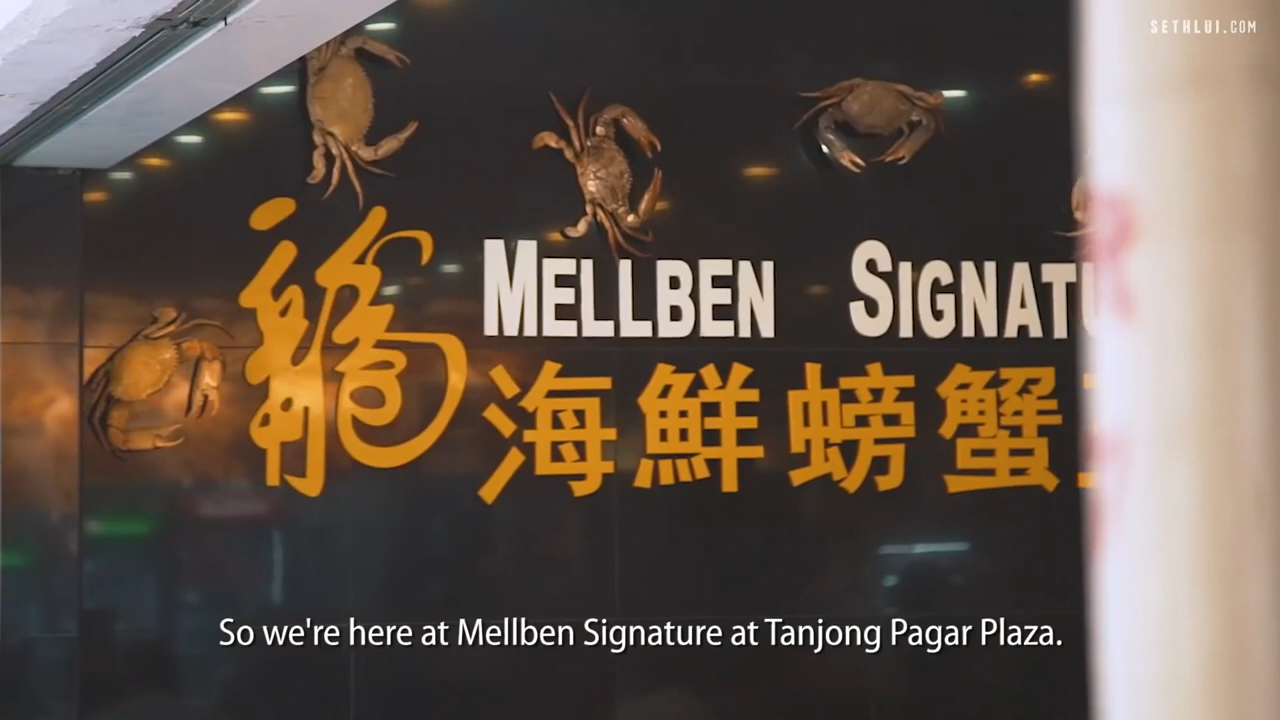 SETHLUI.COM
龍
MELLBEN SIGNATU
海鮮螃蟹
So we're here at Mellben Signature at Tanjong Pagar Plaza.